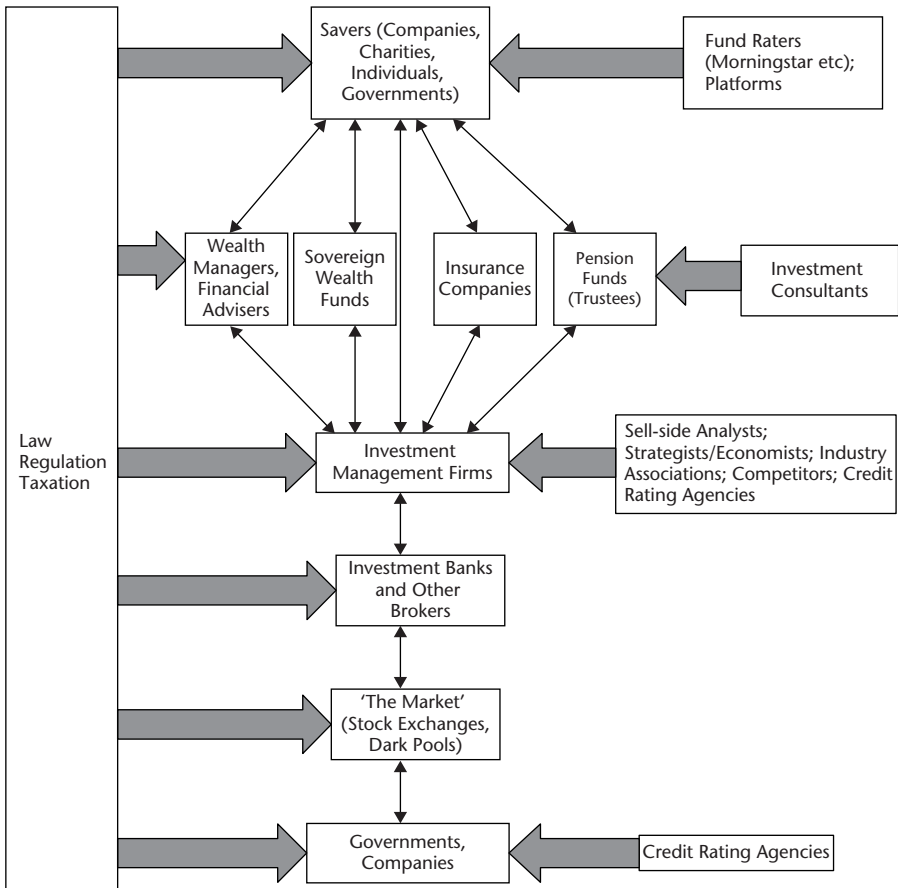 Savers (Companies,
Charities,
Individuals,
Governments)
Fund Raters
(Morningstar etc);
Platforms
Wealth
Managers,
Financial
Advisers
Sovereign
Wealth
Funds
Insurance
Companies
Pension
Funds
(Trustees)
Investment
Consultants
Law
Regulation
Taxation
Investment
Management Firms
Sell-side Analysts;
Strategists/Economists; Industry
Associations; Competitors; Credit
Rating Agencies
Investment Banks
and Other
Brokers
'The Market'
(Stock Exchanges,
Dark Pools)
Governments,
Companies
Credit Rating Agencies